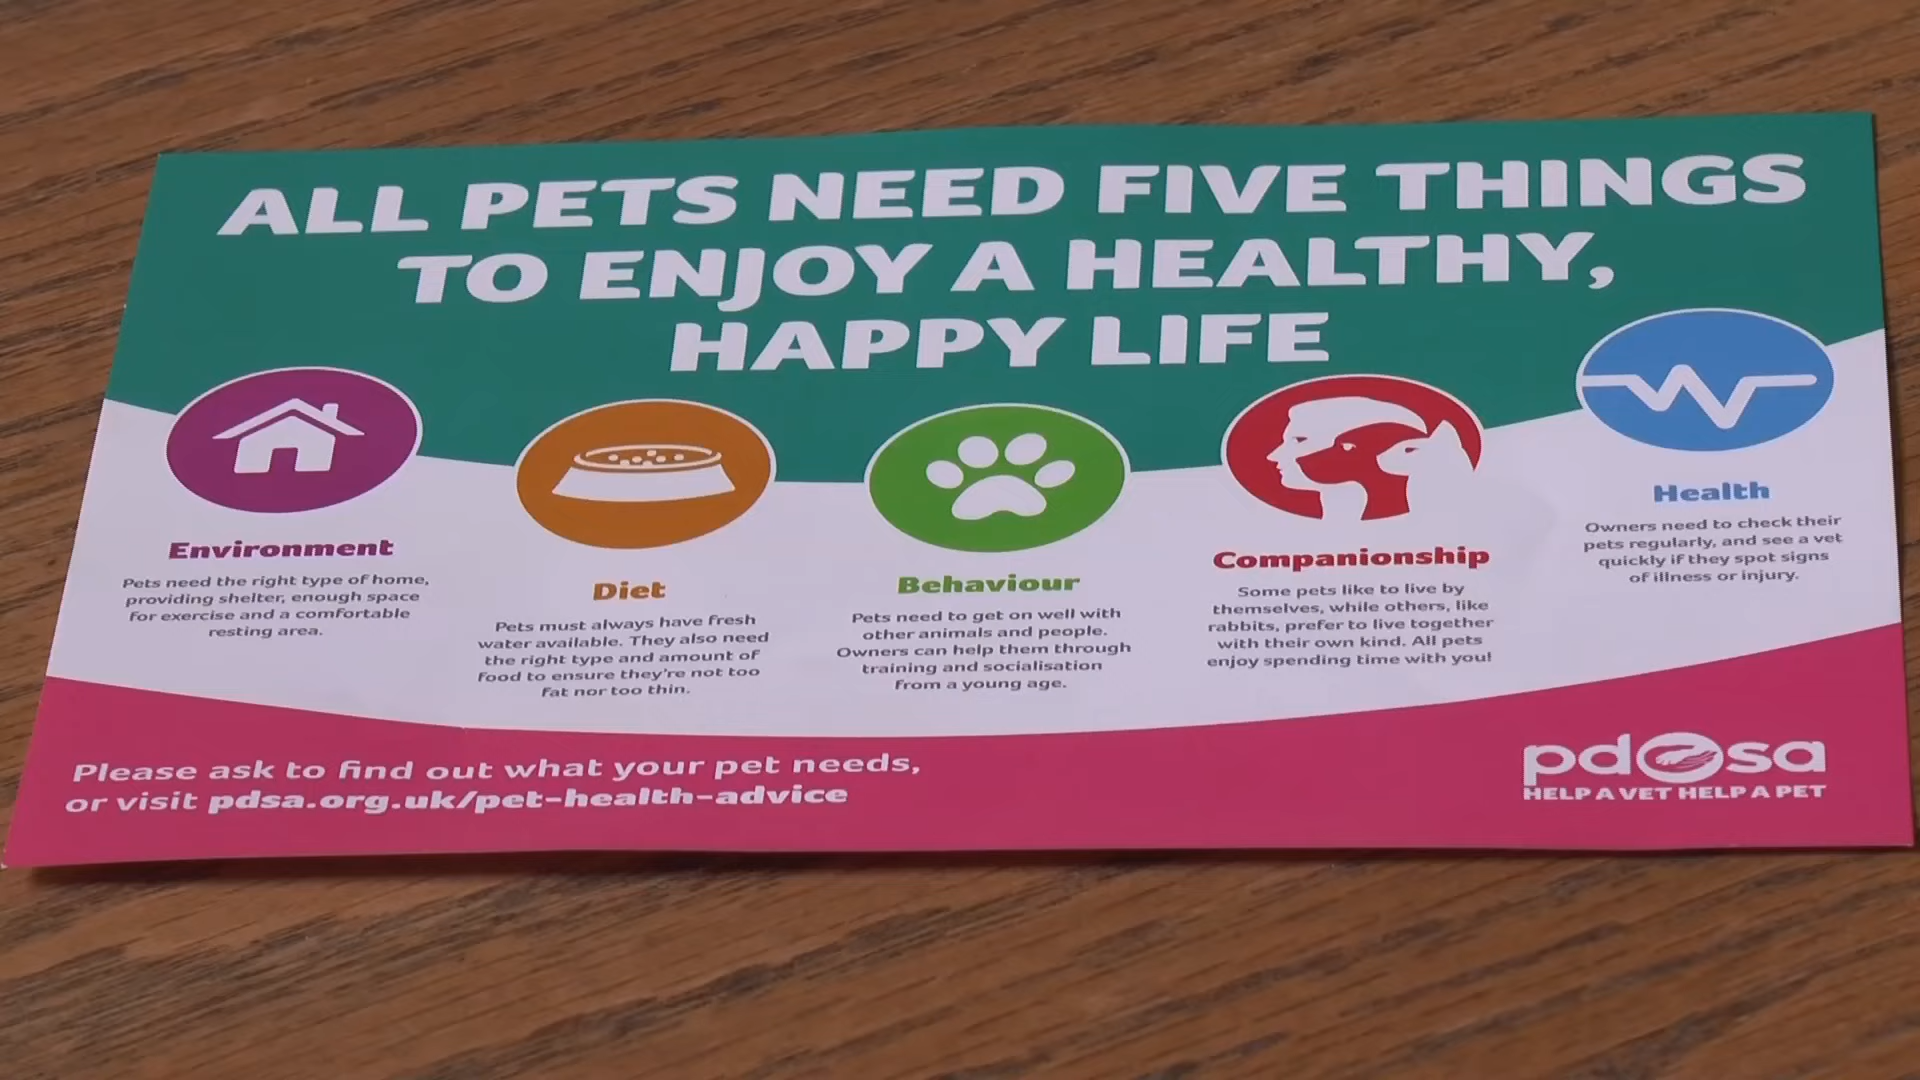 ALL PETS NEED FIVE THINGS
TO ENJOY A HEALTHY,
HAPPY LIFE
Environment
Pets need the right type of home,
providing shelter, enough space
for exercise and a comfortable
resting area.
Diet
Pets must always have fresh
water available. They also need
the right type and amount of
food to ensure they're not too
fat nor too thin.
Behaviour
Pets need to get on well with
other animals and people.
Owners can help them through
training and socialisation
from a young age.
Companionship
Some pets like to live by
themselves, while others, like
rabbits, prefer to live together
with their own kind. All pets
enjoy spending time with you!
Health
Owners need to check their
pets regularly, and see a vet
quickly if they spot signs
of illness or injury.
Please ask to find out what your pet needs,
or visit pdsa.org.uk/pet-health-advice
pdsa
HELP A VET HELP A PET